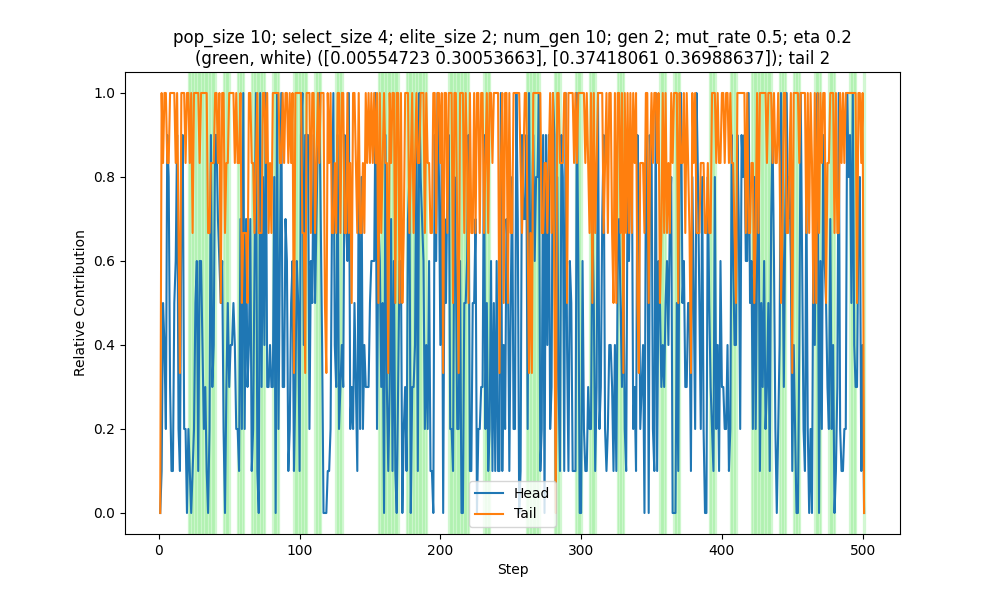 pop_size 10; select_size 4; elite_size 2; num_gen 10; gen 2; mut_rate 0.5; eta 0.2
(green, white) ([0.00554723 0.30053663], [0.37418061 0.36988637]); tail 2
1.0
0.8
0.6
0.4
0.2
0.0
Relative Contribution
Head
Tail
0
100
200
300
400
500
Step